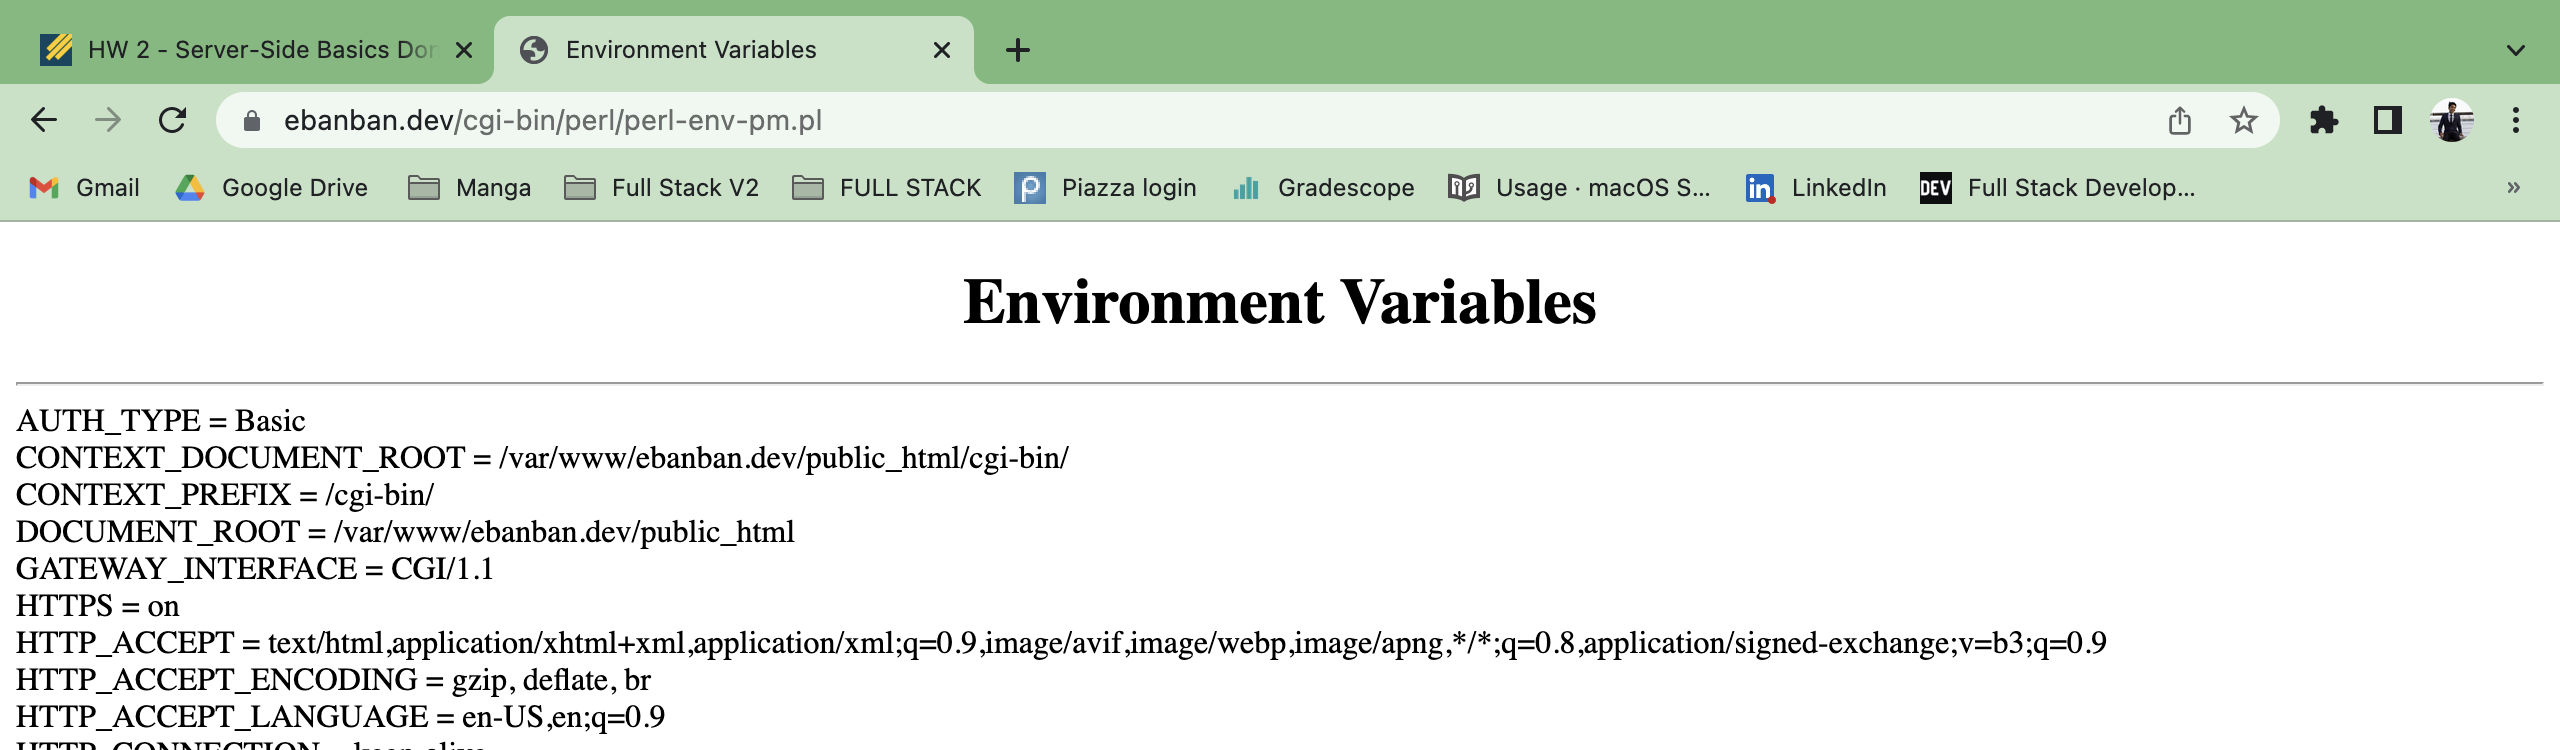 HW 2 - Server-Side Basics Dor
Environment Variables
ebanban.dev/cgi-bin/perl/perl-env-pm.pl
Gmail
Google Drive
Manga
Full Stack V2
FULL STACK
Piazza login
Gradescope
Usage · macOS S...
in
LinkedIn
DEV
Full Stack Develop...
»
Environment Variables
AUTH_TYPE = Basic
CONTEXT_DOCUMENT_ROOT = /var/www/ebanban.dev/public_html/cgi-bin/
CONTEXT_PREFIX = /cgi-bin/
DOCUMENT_ROOT = /var/www/ebanban.dev/public_html
GATEWAY_INTERFACE = CGI/1.1
HTTPS = on
HTTP_ACCEPT = text/html,application/xhtml+xml,application/xml;q=0.9,image/avif,image/webp,image/apng,*/*;q=0.8,application/signed-exchange;v=b3;q=0.9
HTTP_ACCEPT_ENCODING = gzip, deflate, br
HTTP_ACCEPT_LANGUAGE = en-US,en;q=0.9
HTTP_CONNECTION = keep-alive